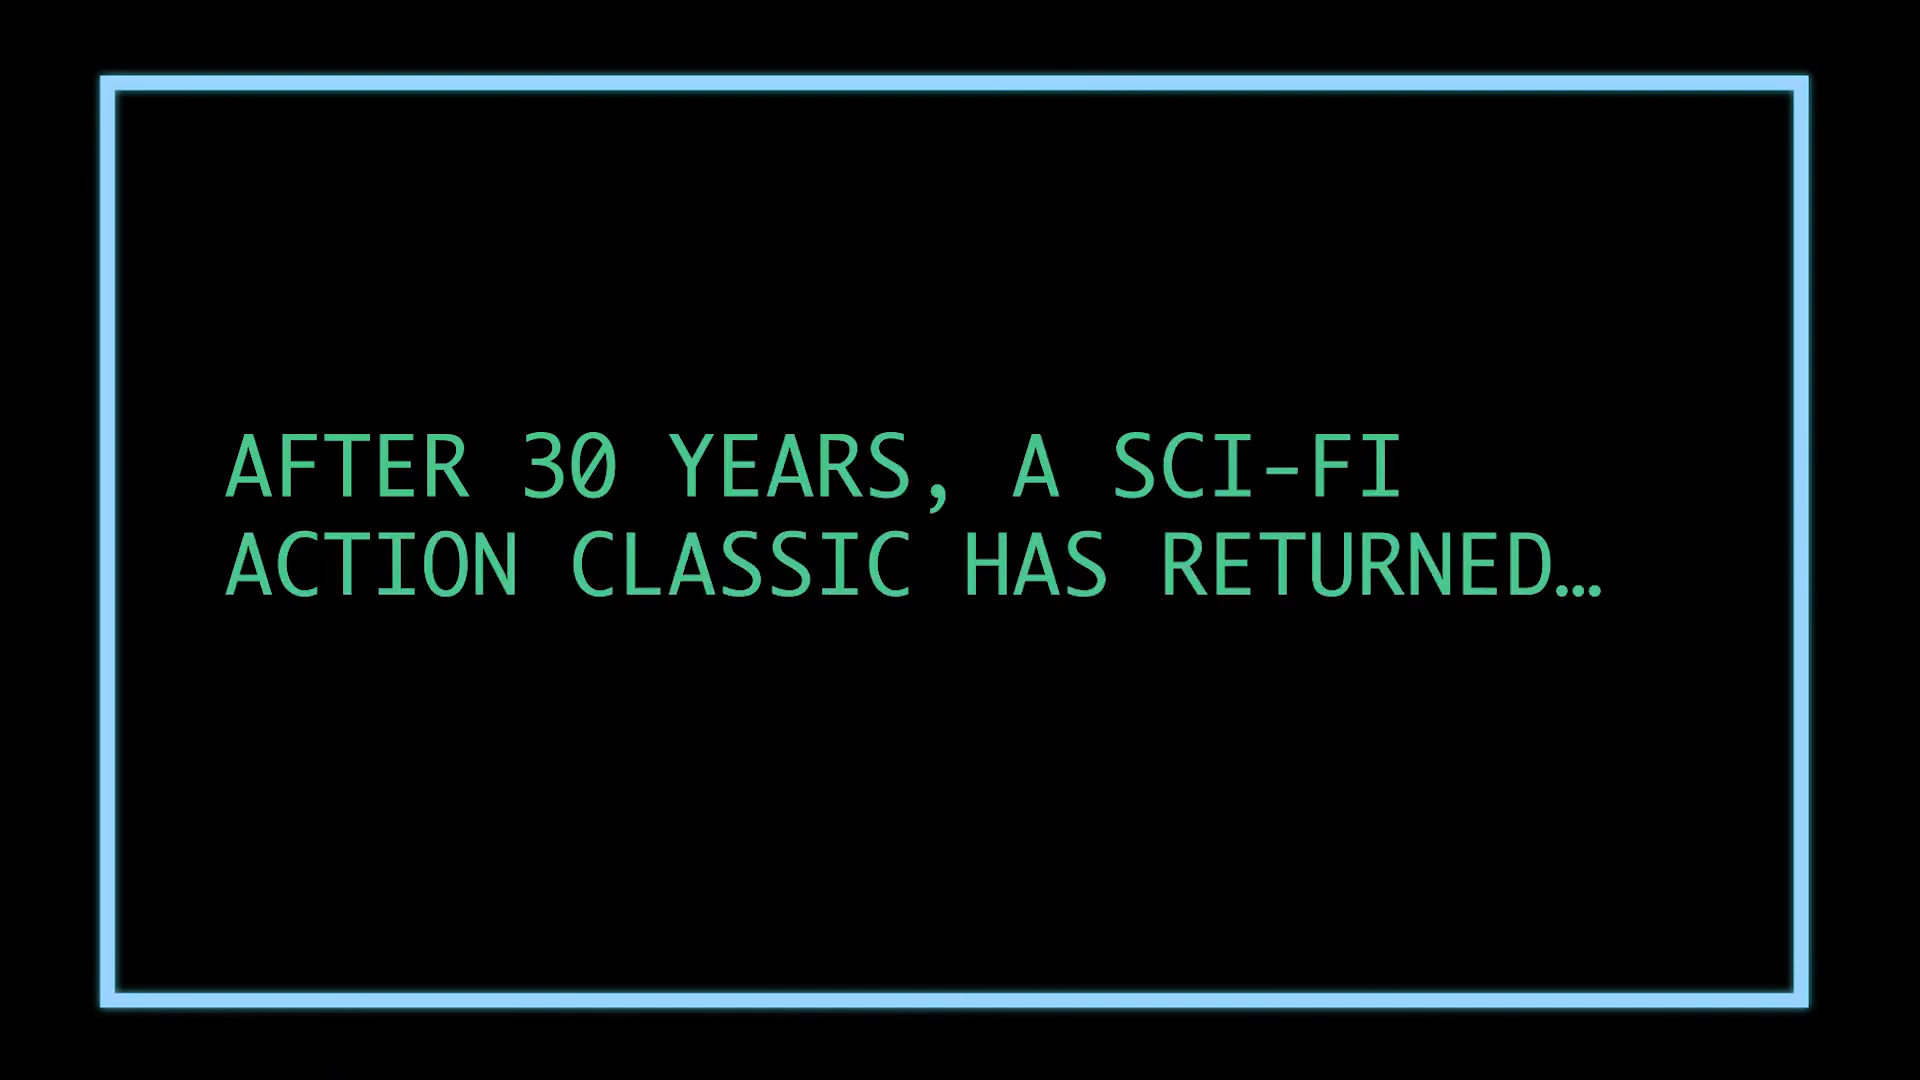 AFTER 30 YEARS, A SCI-FI
ACTION CLASSIC HAS RETURNED…